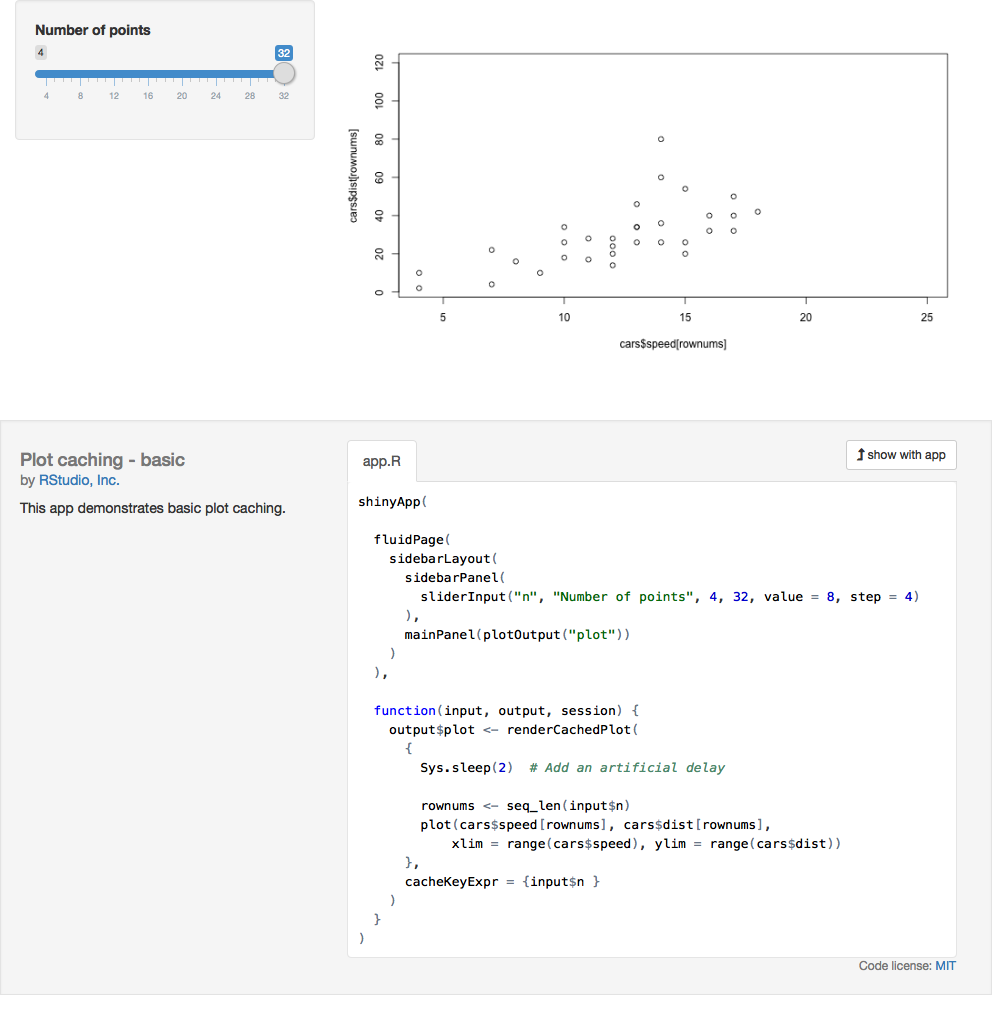 Number of points
4 32
4 8 12 16 20 24 28 32
120
100
80
60
40
20
0
cars$dist[rownums]
5 10 15 20 25
cars$speed[rownums]
Plot caching - basic
by RStudio, Inc.
This app demonstrates basic plot caching.
app.R
show with app
shinyApp(
  fluidPage(
    sidebarLayout(
      sidebarPanel(
        sliderInput("n", "Number of points", 4, 32, value = 8, step = 4)
      ),
      mainPanel(plotOutput("plot"))
    )
  ),
  function(input, output, session) {
    output$plot <- renderCachedPlot(
      {
        Sys.sleep(2)  # Add an artificial delay
        rownums <- seq_len(input$n)
        plot(cars$speed[rownums], cars$dist[rownums],
            xlim = range(cars$speed), ylim = range(cars$dist))
      },
      cacheKeyExpr = {input$n }
    )
  }
)
Code license: MIT